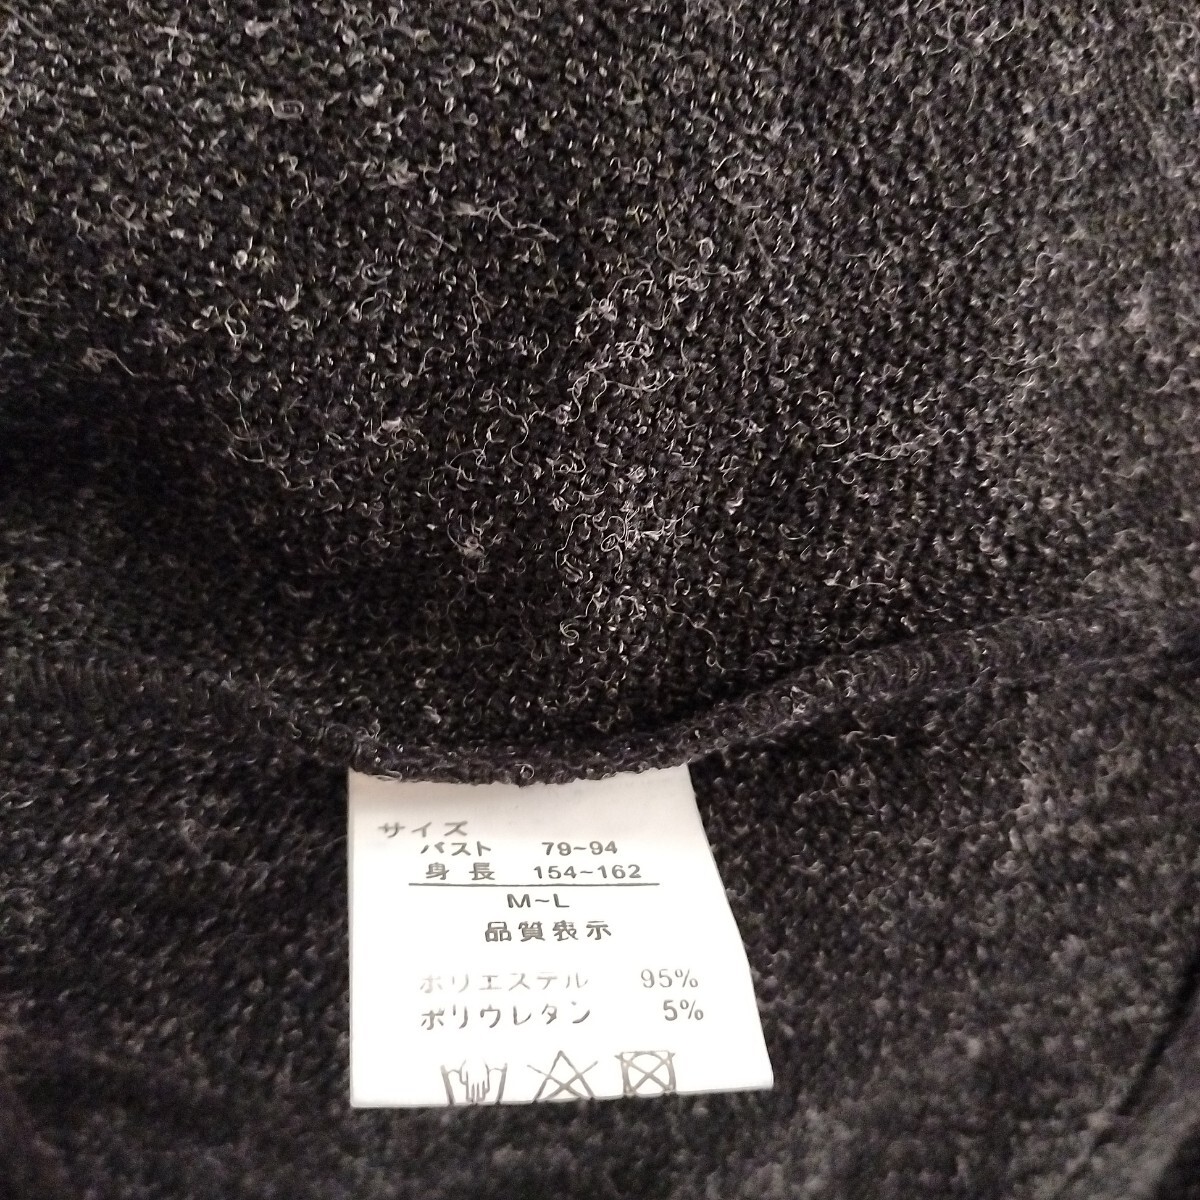 サイズ
バスト 79~94
身長 154~162
M~L
品質表示
ポリエステル 95%
ポリウレタン 5%